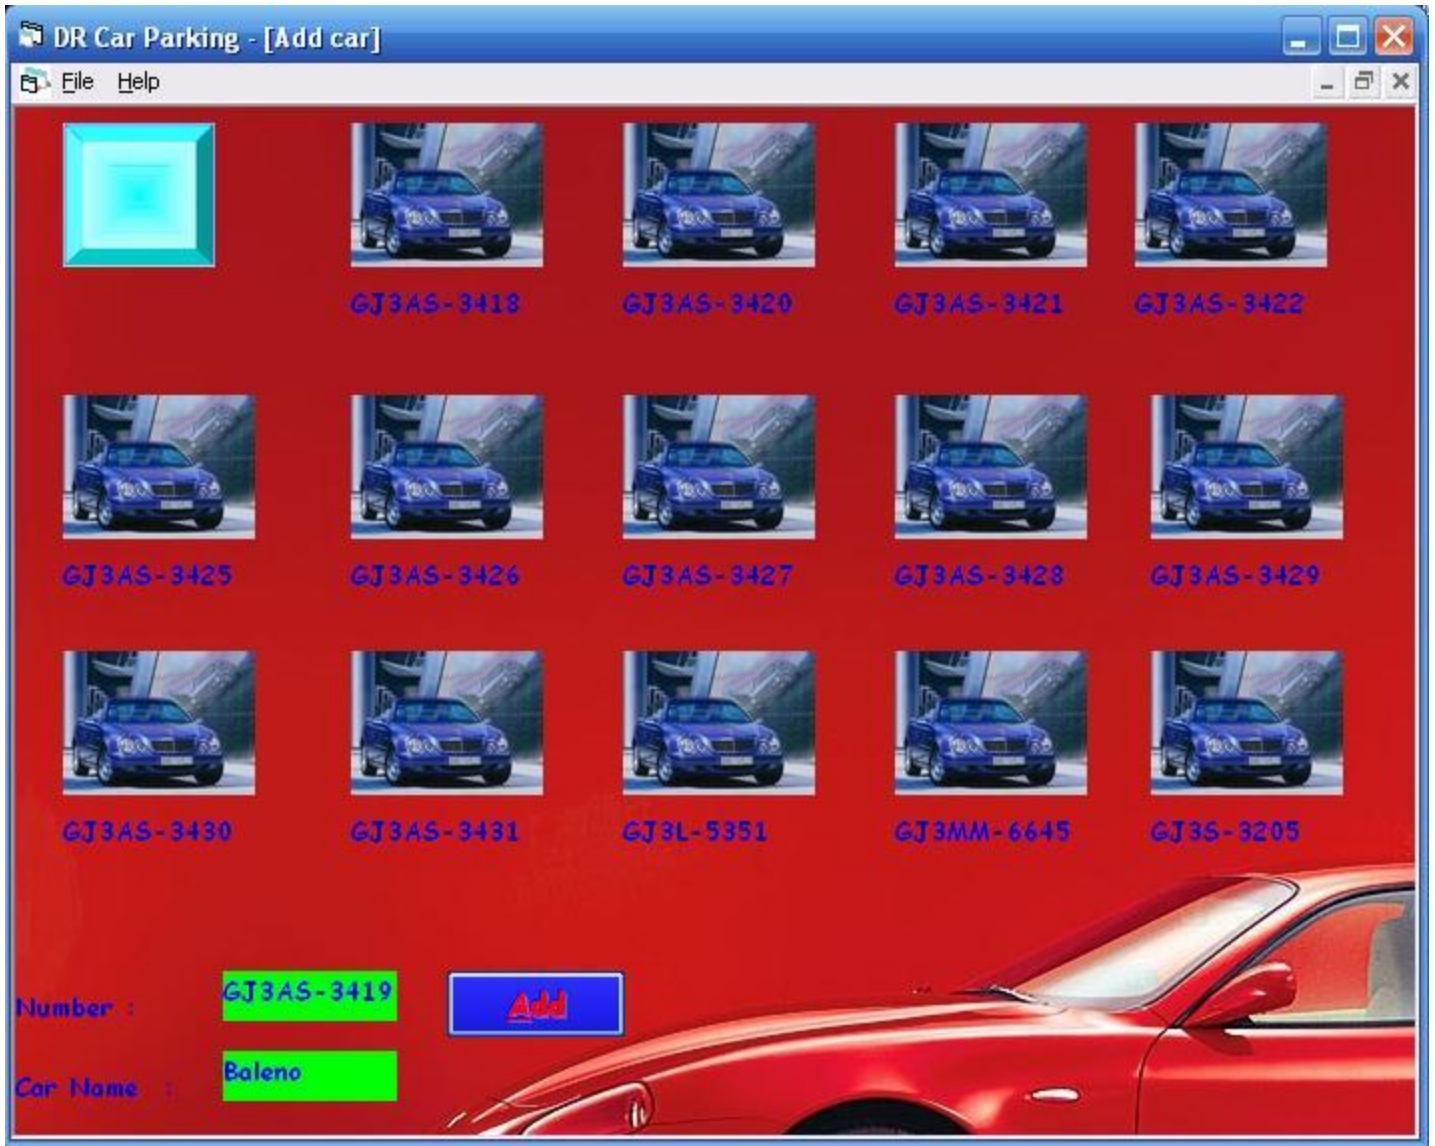 DR Car Parking - [Add car]
File Help
GJ3AS-3418 GJ3AS-3420 GJ3AS-3421 GJ3AS-3422
GJ3AS-3425 GJ3AS-3426 GJ3AS-3427 GJ3AS-3428 GJ3AS-3429
GJ3AS-3430 GJ3AS-3431 GJ3L-5351 GJ3MM-6645 GJ3S-3205
Number : GJ3AS-3419 Add
Car Name : Baleno